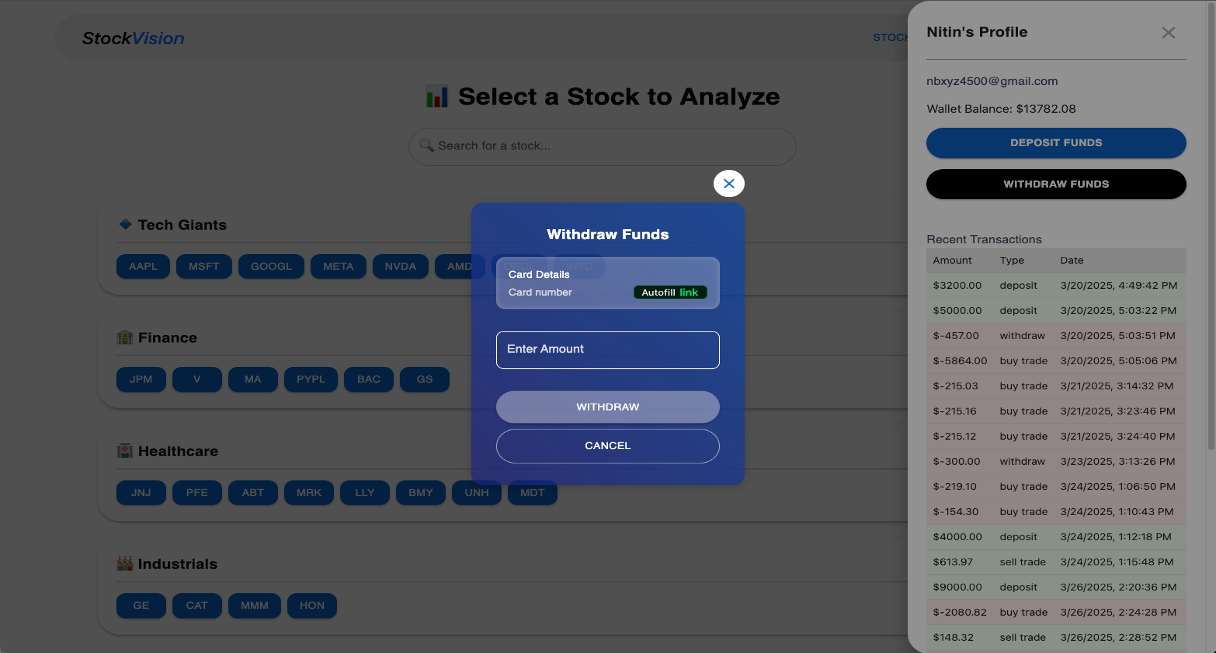 StockVision
STOCK
Select a Stock to Analyze
Search for a stock...
Tech Giants
AAPL MSFT GOOGL META NVDA AMD
Finance
JPM V MA PYPL BAC GS
Healthcare
JNJ PFE ABT MRK LLY BMY UNH MDT
Industrials
GE CAT MMM HON
Withdraw Funds
Card Details
Card number Autofill link
Enter Amount
WITHDRAW
CANCEL
Nitin's Profile
nbxyz4500@gmail.com
Wallet Balance: $13782.08
DEPOSIT FUNDS
WITHDRAW FUNDS
Recent Transactions
Amount Type Date
$3200.00 deposit 3/20/2025, 4:49:42 PM
$5000.00 deposit 3/20/2025, 5:03:22 PM
$-457.00 withdraw 3/20/2025, 5:03:51 PM
$-5864.00 buy trade 3/20/2025, 5:05:06 PM
$-215.03 buy trade 3/21/2025, 3:14:32 PM
$-215.16 buy trade 3/21/2025, 3:23:46 PM
$-215.12 buy trade 3/21/2025, 3:24:40 PM
$-300.00 withdraw 3/23/2025, 3:13:26 PM
$-219.10 buy trade 3/24/2025, 1:06:50 PM
$-154.30 buy trade 3/24/2025, 1:10:43 PM
$4000.00 deposit 3/24/2025, 1:12:18 PM
$613.97 sell trade 3/24/2025, 1:15:48 PM
$9000.00 deposit 3/26/2025, 2:20:36 PM
$-2080.82 buy trade 3/26/2025, 2:24:28 PM
$148.32 sell trade 3/26/2025, 2:28:52 PM